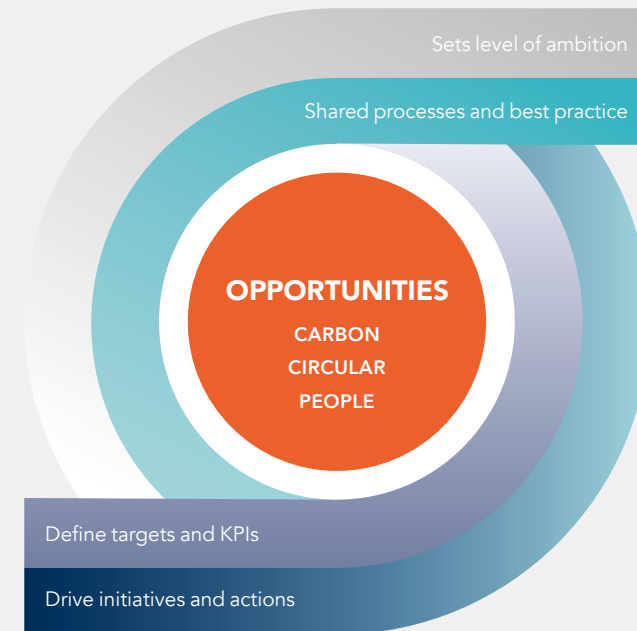 Sets level of ambition
Shared processes and best practice
OPPORTUNITIES
CARBON
CIRCULAR
PEOPLE
Define targets and KPIs
Drive initiatives and actions